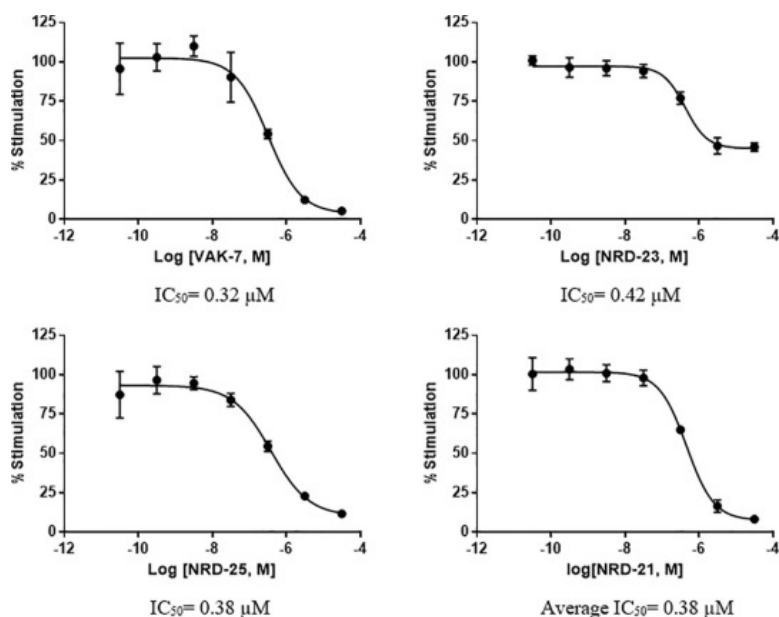 125
100
75
50
25
0
% Stimulation
-12 -10 -8 -6 -4
Log [VAK-7, M]
IC₅₀= 0.32 µM
125
100
75
50
25
0
% Stimulation
-12 -10 -8 -6 -4
Log [NRD-23, M]
IC₅₀= 0.42 µM
125
100
75
50
25
0
% Stimulation
-12 -10 -8 -6 -4
Log [NRD-25, M]
IC₅₀= 0.38 µM
125
100
75
50
25
0
% Stimulation
-12 -10 -8 -6 -4
log[NRD-21, M]
Average IC₅₀= 0.38 µM